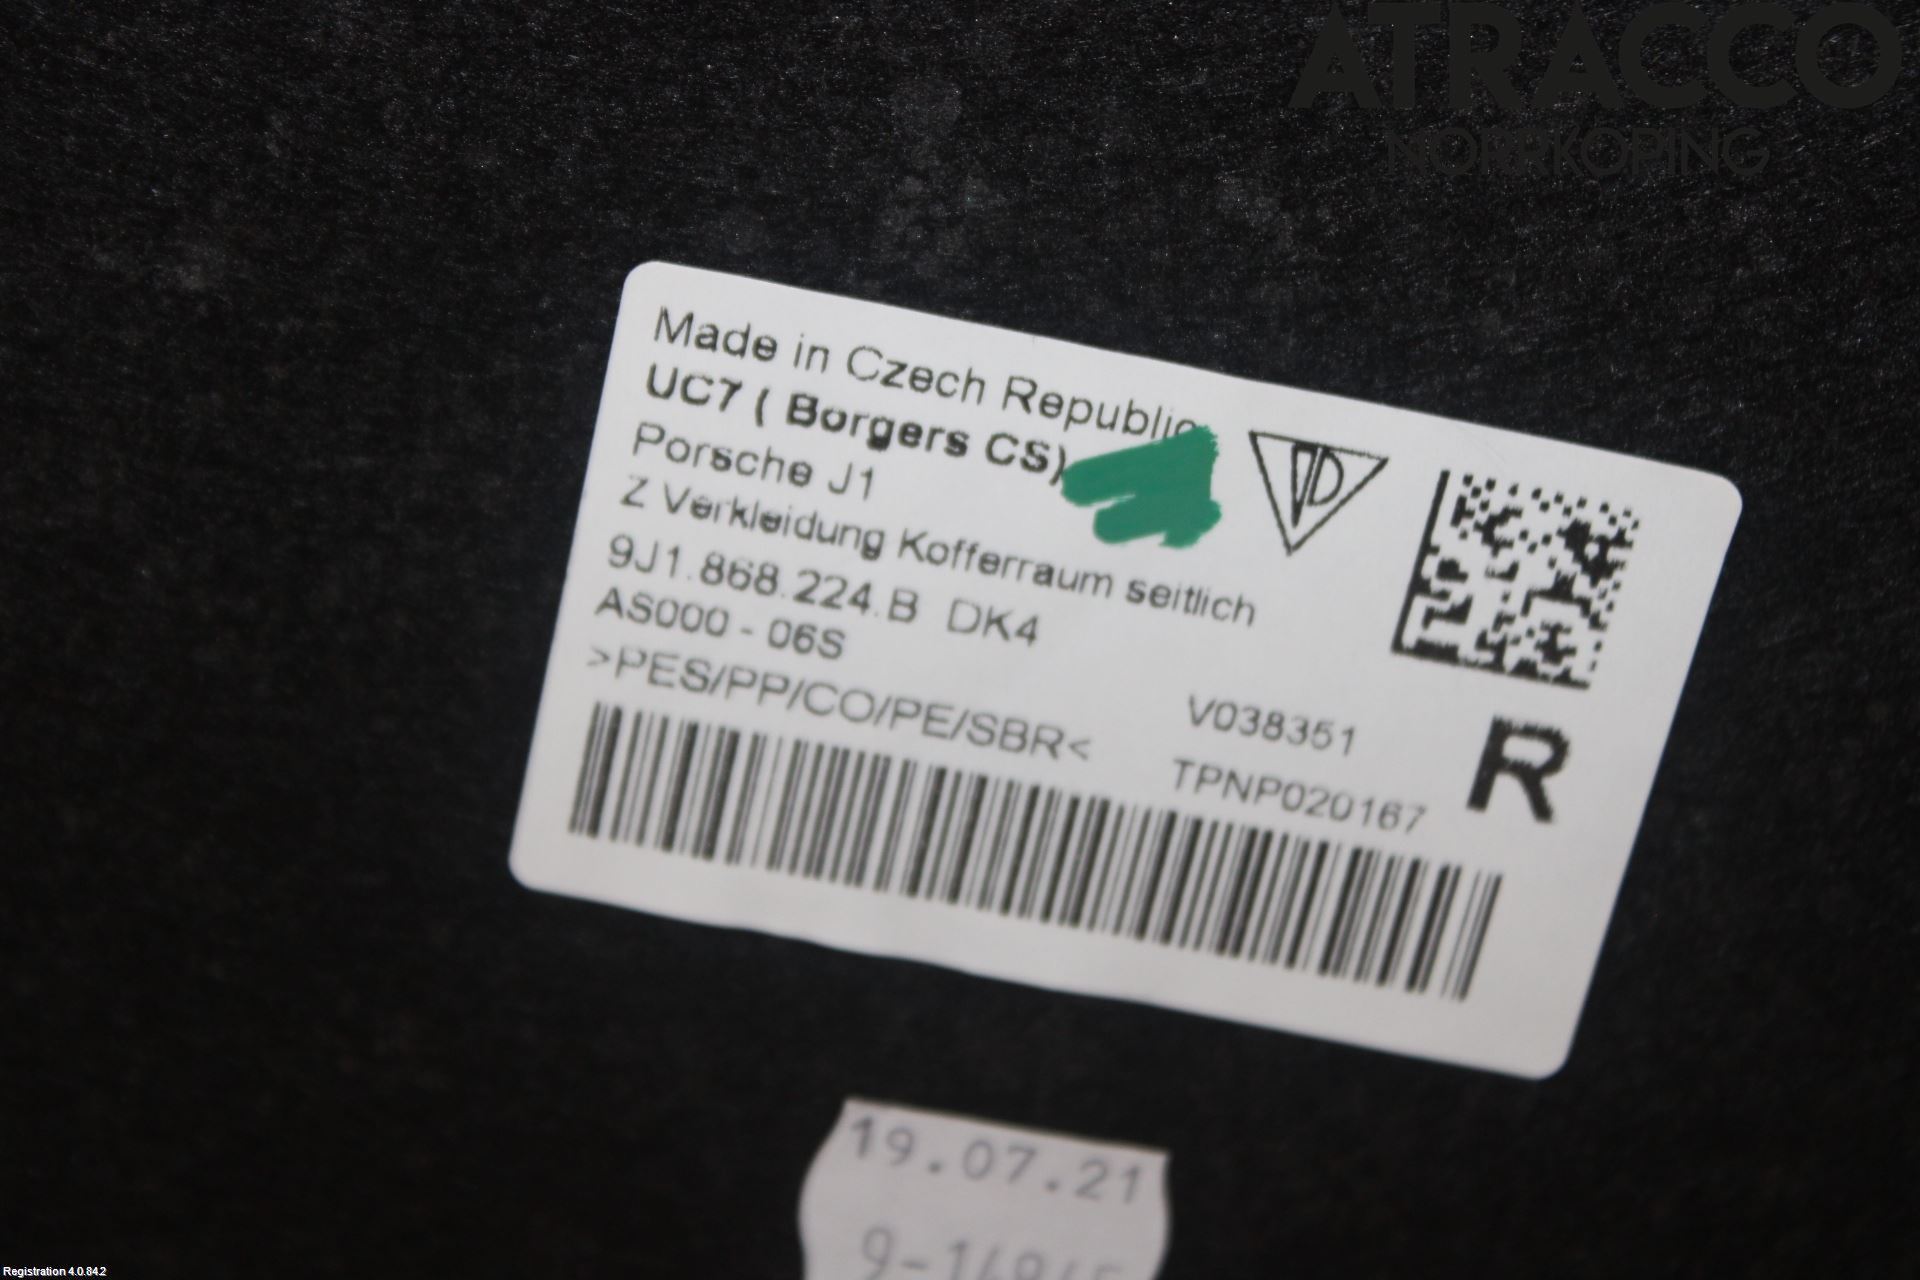 ATRACCO
NORRKÖPING
Made in Czech Republic
UC7 ( Borgers CS)
Porsche J1
Z Verkleidung Kofferraum seitlich
9J1.868.224.B DK4
AS000 - 06S
>PES/PP/CO/PE/SBR<
V038351
TPNP020167
R
19.07.21
Registration 4.0.84.2